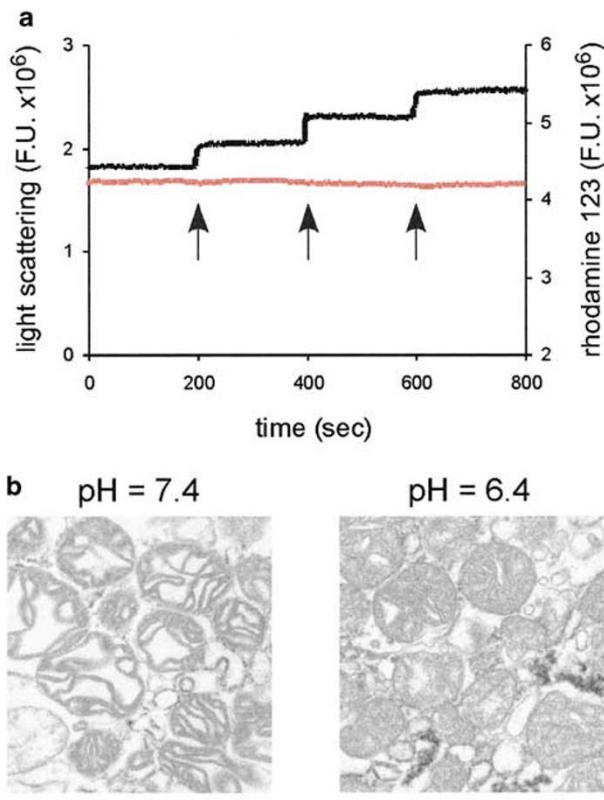 a
3
2
1
0
light scattering (F.U. x10⁶)
6
5
4
3
2
rhodamine 123 (F.U. x10⁶)
0 200 400 600 800
time (sec)
b
pH = 7.4 pH = 6.4